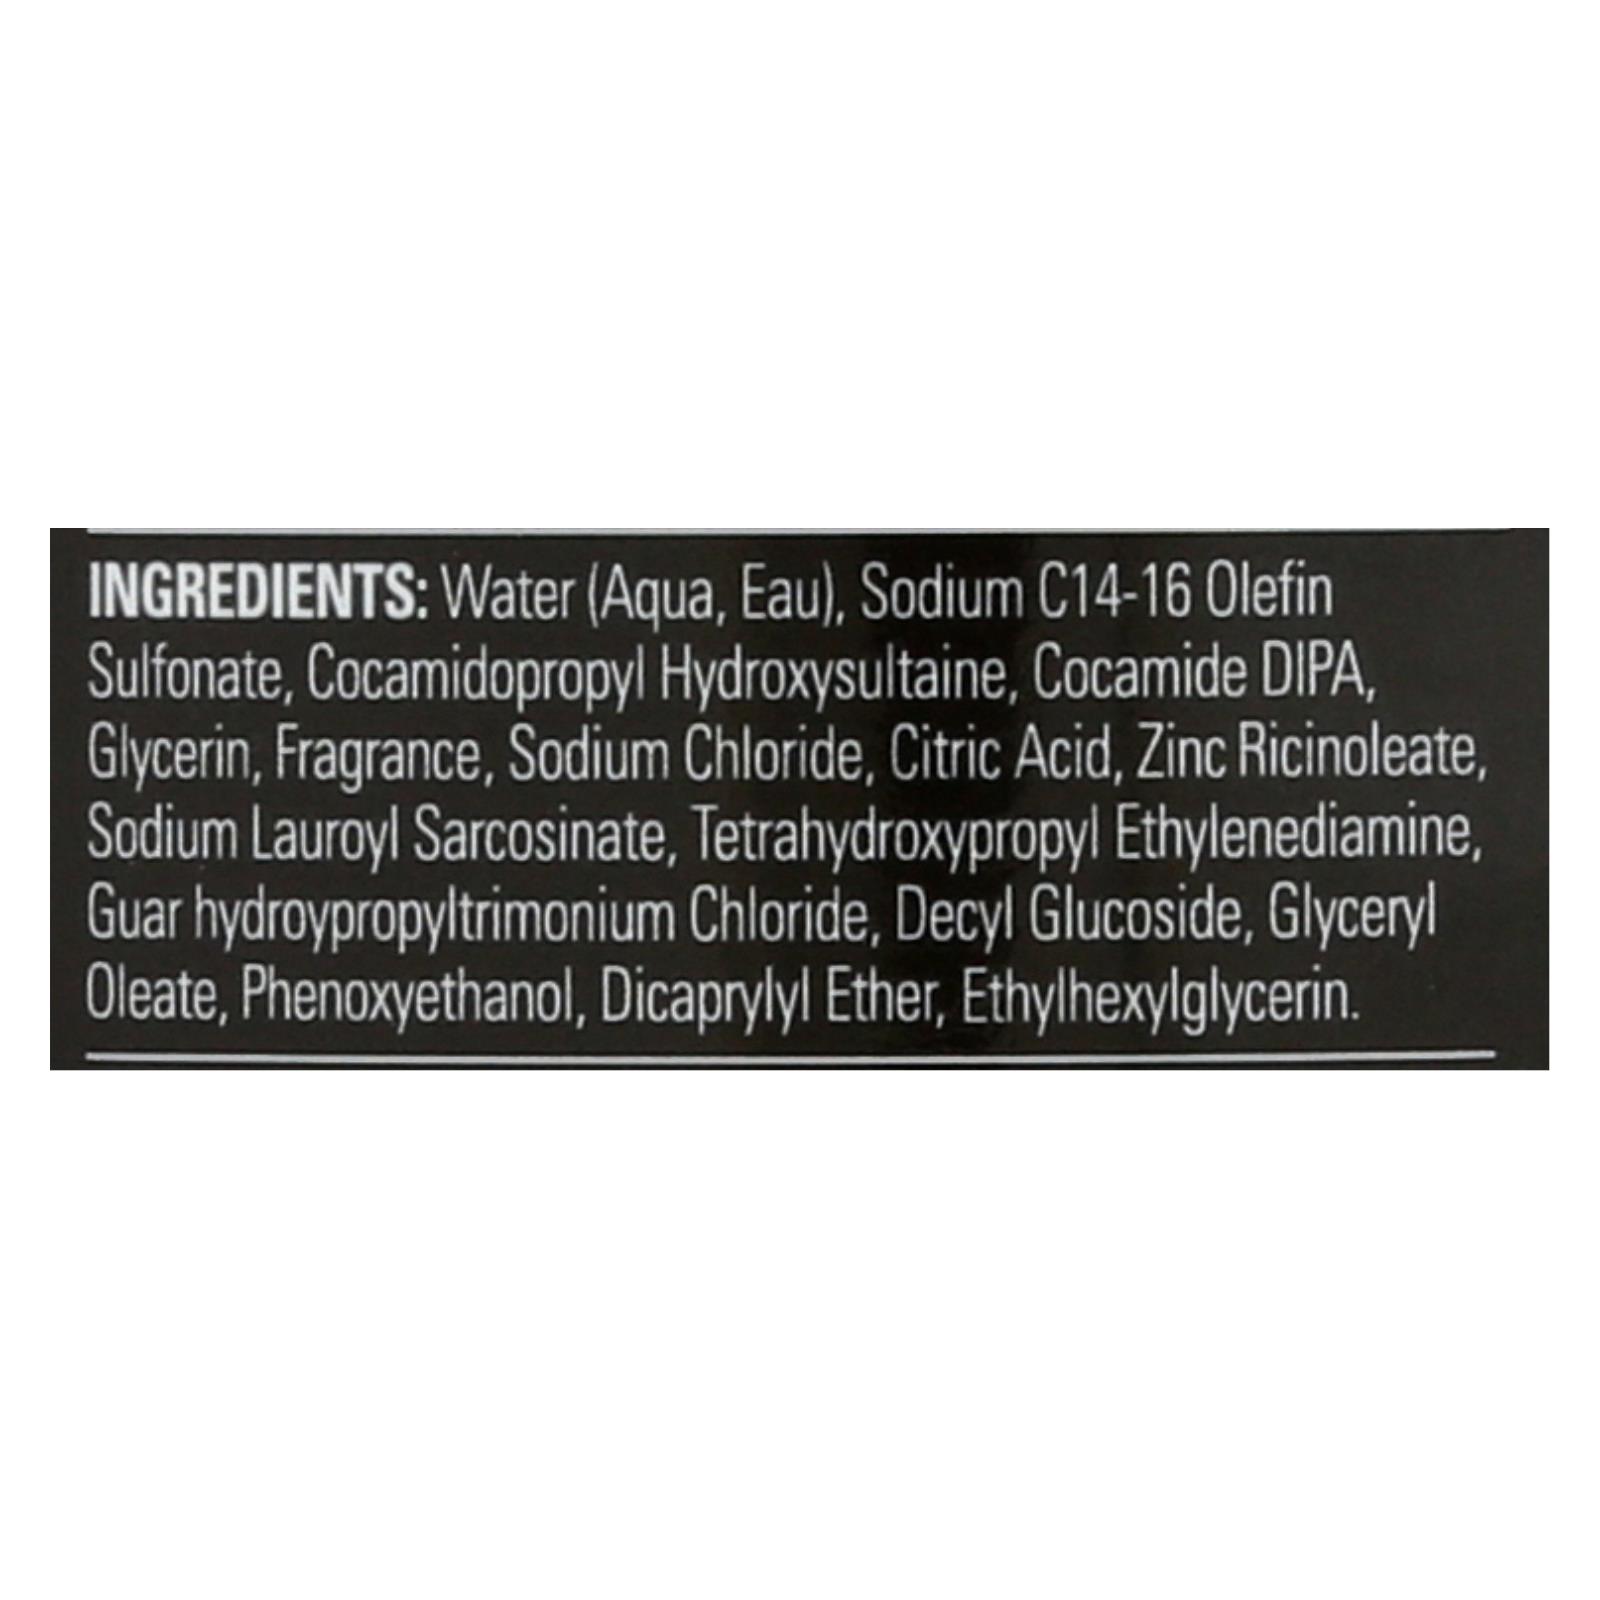 INGREDIENTS: Water (Aqua, Eau), Sodium C14-16 Olefin
Sulfonate, Cocamidopropyl Hydroxysultaine, Cocamide DIPA,
Glycerin, Fragrance, Sodium Chloride, Citric Acid, Zinc Ricinoleate,
Sodium Lauroyl Sarcosinate, Tetrahydroxypropyl Ethylenediamine,
Guar hydroypropyltrimonium Chloride, Decyl Glucoside, Glyceryl
Oleate, Phenoxyethanol, Dicaprylyl Ether, Ethylhexylglycerin.